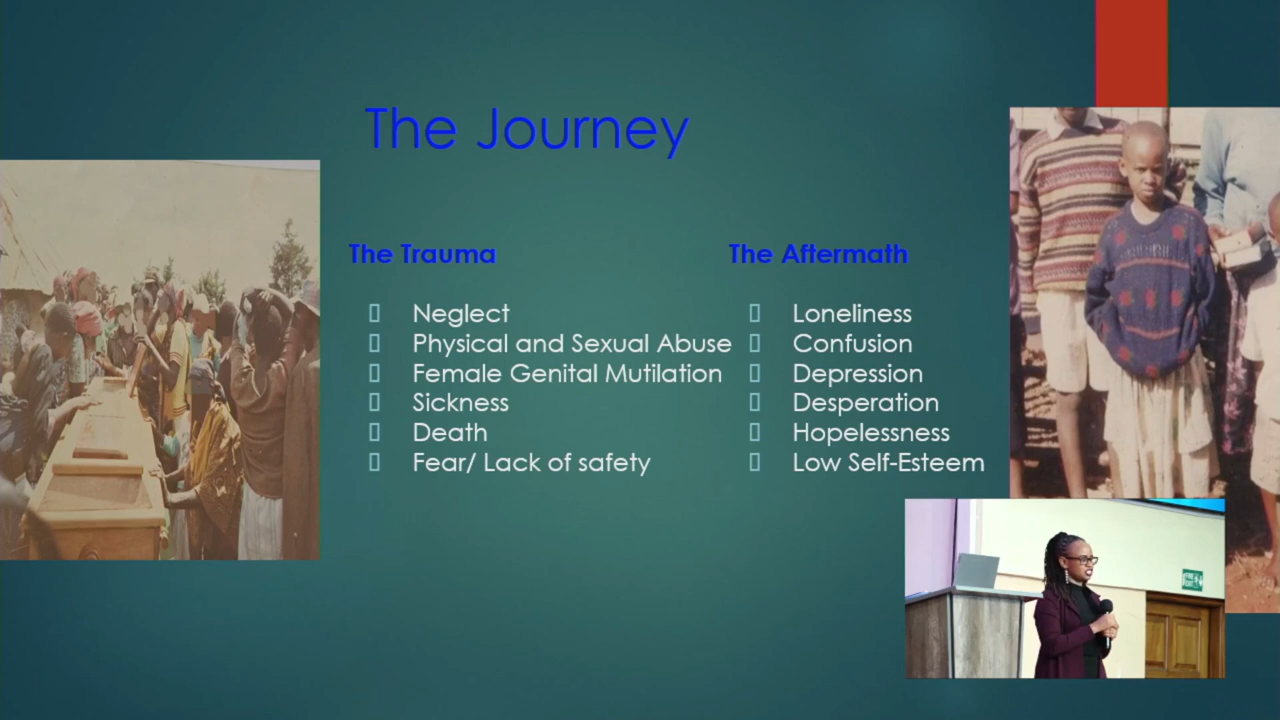 The Journey
The Trauma
Neglect
Physical and Sexual Abuse
Female Genital Mutilation
Sickness
Death
Fear/ Lack of safety
The Aftermath
Loneliness
Confusion
Depression
Desperation
Hopelessness
Low Self-Esteem